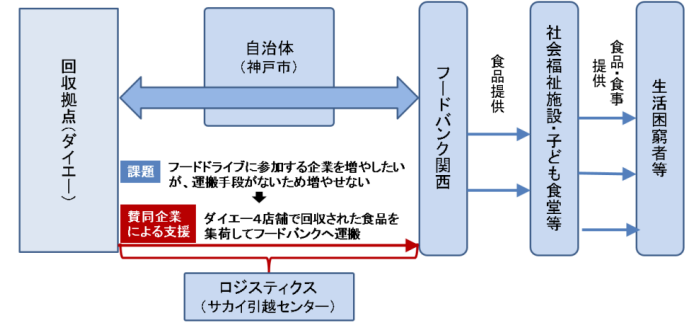 回収拠点（ダイエー）
自治体
（神戸市）
フードバンク関西
食品提供
社会福祉施設・子ども食堂等
食品・食事
提供
生活困窮者等
課題
フードドライブに参加する企業を増やしたい
が、運搬手段がないため増やせない
賛同企業
による支援
ダイエー４店舗で回収された食品を
集荷してフードバンクへ運搬
ロジスティクス
（サカイ引越センター）